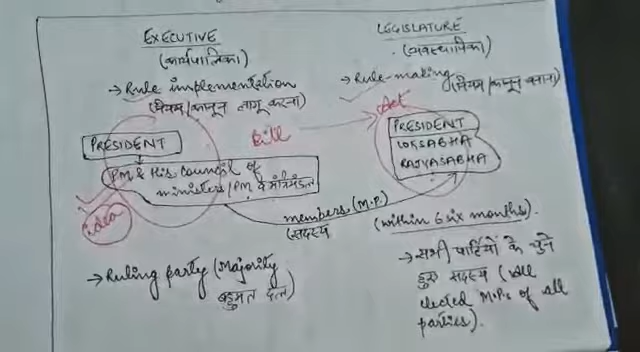 EXECUTIVE
(कार्यपालिका)
→ Rule implementation
(नियम/कानून लागू करना)
PRESIDENT
PM & His Council of
ministers/PM व मंत्रिमंडल
Idea
Bill
Act
LEGISLATURE
(व्यवस्थापिका)
→ Rule-making (नियम/कानून बनाना)
PRESIDENT
LOKSABHA
RAJYASABHA
members (M.P.)
(सदस्य
(within 6 six months).
→ Ruling party (Majority
बहुमत दल)
→ सभी पार्टियों के चुने
हुए सदस्य (All
elected M.P.s of all
parties).